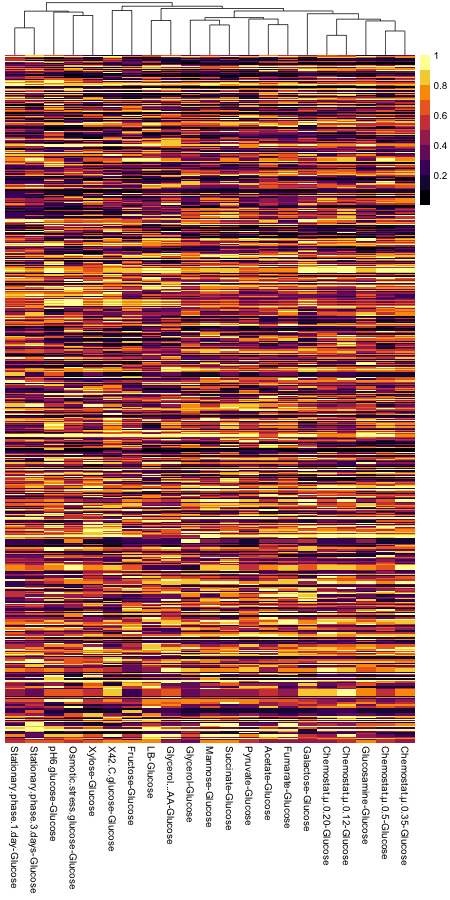 1
0.8
0.6
0.4
0.2
Stationary.phase.1.day-Glucose
Stationary.phase.3.days-Glucose
pH6.glucose-Glucose
Osmotic.stress.glucose-Glucose
Xylose-Glucose
X42.C.glucose-Glucose
Fructose-Glucose
LB-Glucose
Glycerol...AA-Glucose
Glycerol-Glucose
Mannose-Glucose
Succinate-Glucose
Pyruvate-Glucose
Acetate-Glucose
Fumarate-Glucose
Galactose-Glucose
Chemostat.µ.0.20-Glucose
Chemostat.µ.0.12-Glucose
Glucosamine-Glucose
Chemostat.µ.0.5-Glucose
Chemostat.µ.0.35-Glucose